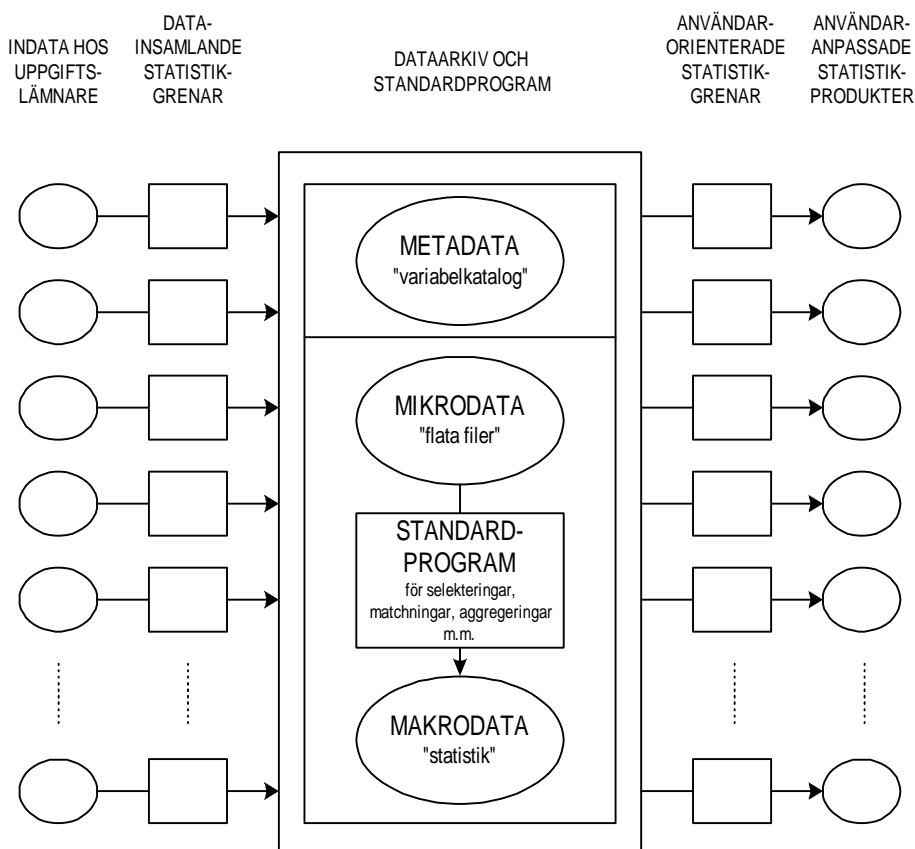 INDATA HOS
UPPGIFTS-
LÄMNARE
DATA-
INSAMLANDE
STATISTIK-
GRENAR
DATAARKIV OCH
STANDARDPROGRAM
ANVÄNDAR-
ORIENTERADE
STATISTIK-
GRENAR
ANVÄNDAR-
ANPASSADE
STATISTIK-
PRODUKTER
METADATA
"variabelkatalog"
MIKRODATA
"flata filer"
STANDARD-
PROGRAM
för selekteringar,
matchningar, aggregeringar
m.m.
MAKRODATA
"statistik"